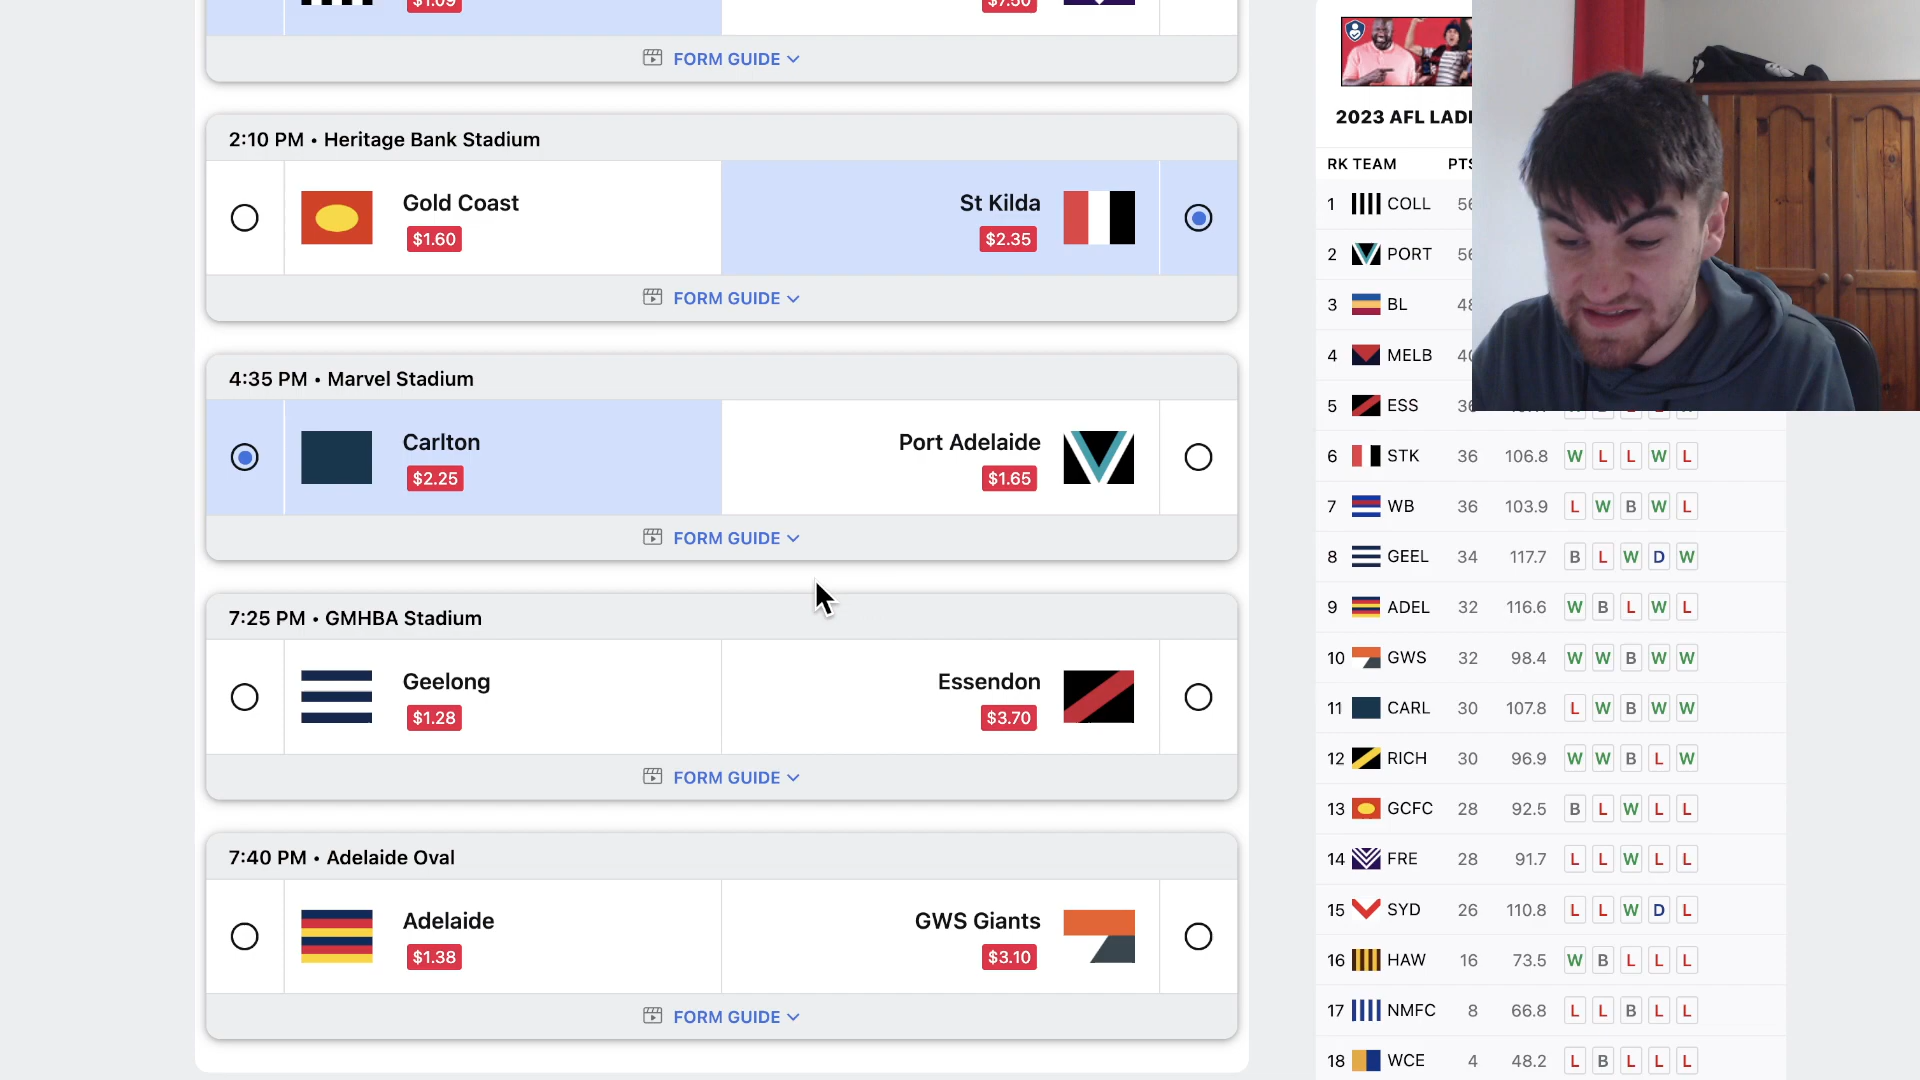 $1.09
$7.50
FORM GUIDE
2:10 PM • Heritage Bank Stadium
Gold Coast
$1.60
St Kilda
$2.35
FORM GUIDE
4:35 PM • Marvel Stadium
Carlton
$2.25
Port Adelaide
$1.65
FORM GUIDE
7:25 PM • GMHBA Stadium
Geelong
$1.28
Essendon
$3.70
FORM GUIDE
7:40 PM • Adelaide Oval
Adelaide
$1.38
GWS Giants
$3.10
FORM GUIDE
2023 AFL LADD
RK TEAM PTS
1 COLL 56
2 PORT 56
3 BL 48
4 MELB 40
5 ESS 36
6 STK 36 106.8 W L L W L
7 WB 36 103.9 L W B W L
8 GEEL 34 117.7 B L W D W
9 ADEL 32 116.6 W B L W L
10 GWS 32 98.4 W W B W W
11 CARL 30 107.8 L W B W W
12 RICH 30 96.9 W W B L W
13 GCFC 28 92.5 B L W L L
14 FRE 28 91.7 L L W L L
15 SYD 26 110.8 L L W D L
16 HAW 16 73.5 W B L L L
17 NMFC 8 66.8 L L B L L
18 WCE 4 48.2 L B L L L